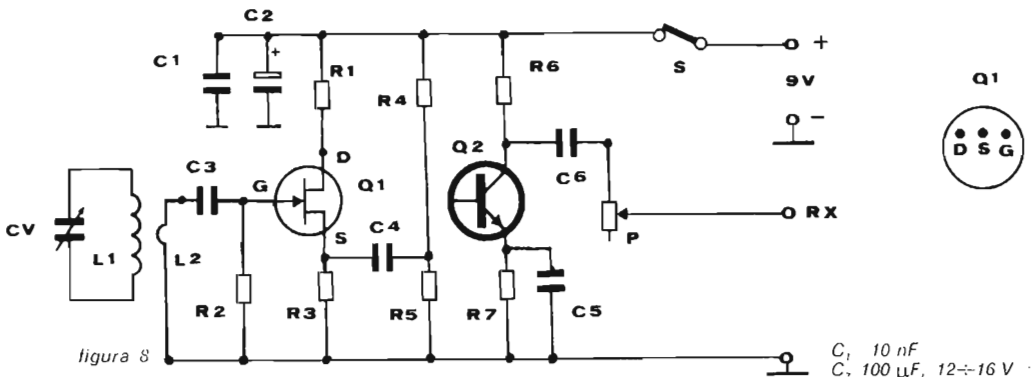 C2
C1
R1
R4
R6
S
+
9V
−
Q1
D S G
C3
G
D
Q1
S
C4
Q2
C6
P
RX
CV
L1
L2
R2
R3
R5
R7
C5
figura 8
C1 10 nF
C2 100 µF, 12÷16 V
+